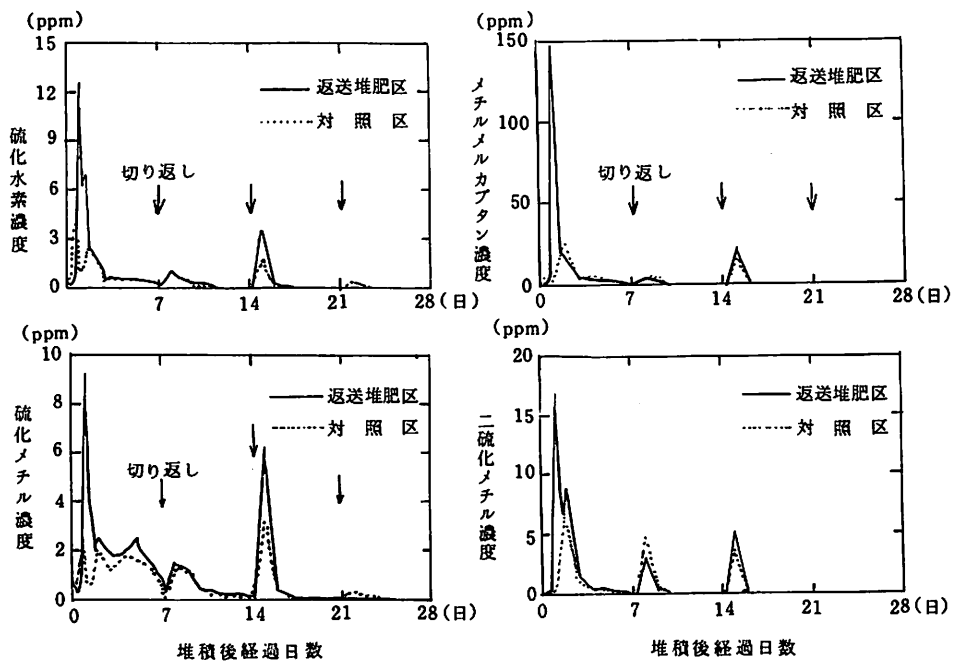 (ppm)
15
12
9
6
3
0
硫化水素濃度
返送堆肥区
対照区
切り返し
7
14
21
28(日)
(ppm)
150
100
50
0
メチルメルカプタン濃度
返送堆肥区
対照区
切り返し
0
7
14
21
28(日)
(ppm)
10
8
6
4
2
0
硫化メチル濃度
返送堆肥区
対照区
切り返し
0
7
14
21
28(日)
堆積後経過日数
(ppm)
20
15
10
5
0
二硫化メチル濃度
返送堆肥区
対照区
0
7
14
21
28(日)
堆積後経過日数